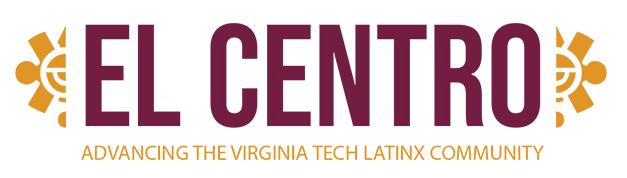 EL CENTRO
ADVANCING THE VIRGINIA TECH LATINX COMMUNITY